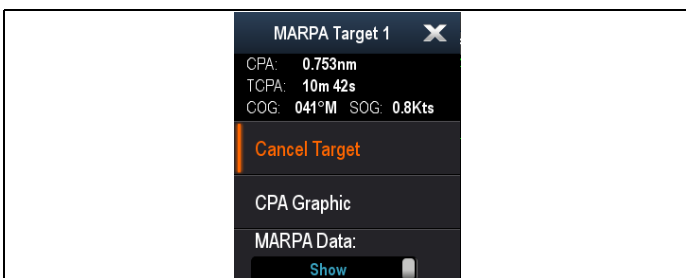 MARPA Target 1
CPA: 0.753nm
TCPA: 10m 42s
COG: 041°M SOG: 0.8Kts
Cancel Target
CPA Graphic
MARPA Data:
Show